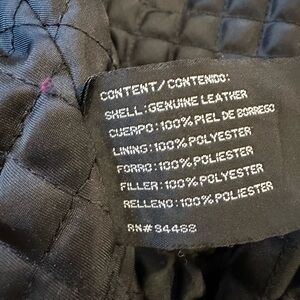 CONTENT/CONTENIDO:
SHELL:GENUINE LEATHER
CUERPO:100%PIEL DE BORREGO
LINING:100%POLYESTER
FORRO:100%POLIESTER
FILLER:100%POLYESTER
RELLENO:100%POLIESTER
RN# 94468